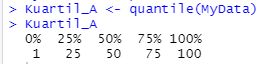 > Kuartil_A <- quantile(MyData)
> Kuartil_A
0% 25% 50% 75% 100%
1 25 50 75 100